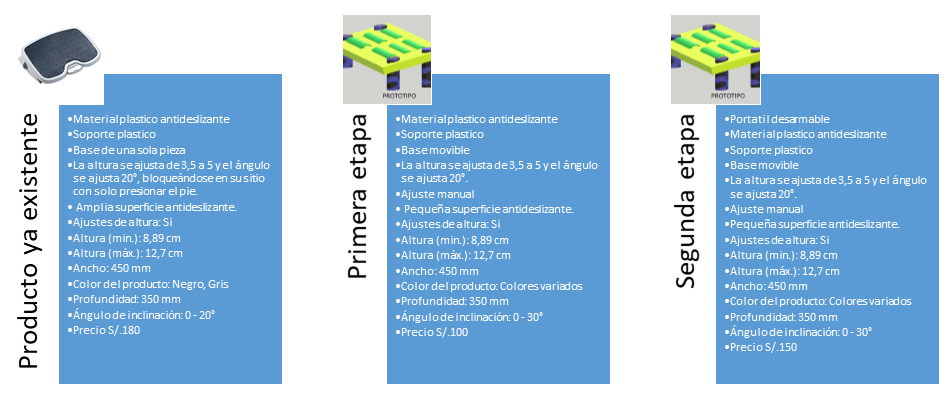 Producto ya existente
•Material plastico antideslizante
•Soporte plastico
•Base de una sola pieza
•La altura se ajusta de 3,5 a 5 y el ángulo
se ajusta 20°, bloqueándose en su sitio
con solo presionar el pie.
• Amplia superficie antideslizante.
•Ajustes de altura: Si
•Altura (min.): 8,89 cm
•Altura (máx.): 12,7 cm
•Ancho: 450 mm
•Color del producto: Negro, Gris
•Profundidad: 350 mm
•Ángulo de inclinación: 0 - 20°
•Precio S/.180
PROTOTIPO
Primera etapa
•Material plastico antideslizante
•Soporte plastico
•Base movible
•La altura se ajusta de 3,5 a 5 y el ángulo
se ajusta 20°.
•Ajuste manual
• Pequeña superficie antideslizante.
•Ajustes de altura: Si
•Altura (min.): 8,89 cm
•Altura (máx.): 12,7 cm
•Ancho: 450 mm
•Color del producto: Colores variados
•Profundidad: 350 mm
•Ángulo de inclinación: 0 - 30°
•Precio S/.100
PROTOTIPO
Segunda etapa
•Portatil desarmable
•Material plastico antideslizante
•Soporte plastico
•Base movible
•La altura se ajusta de 3,5 a 5 y el ángulo
se ajusta 20°.
•Ajuste manual
•Pequeña superficie antideslizante.
•Ajustes de altura: Si
•Altura (min.): 8,89 cm
•Altura (máx.): 12,7 cm
•Ancho: 450 mm
•Color del producto: Colores variados
•Profundidad: 350 mm
•Ángulo de inclinación: 0 - 30°
•Precio S/.150